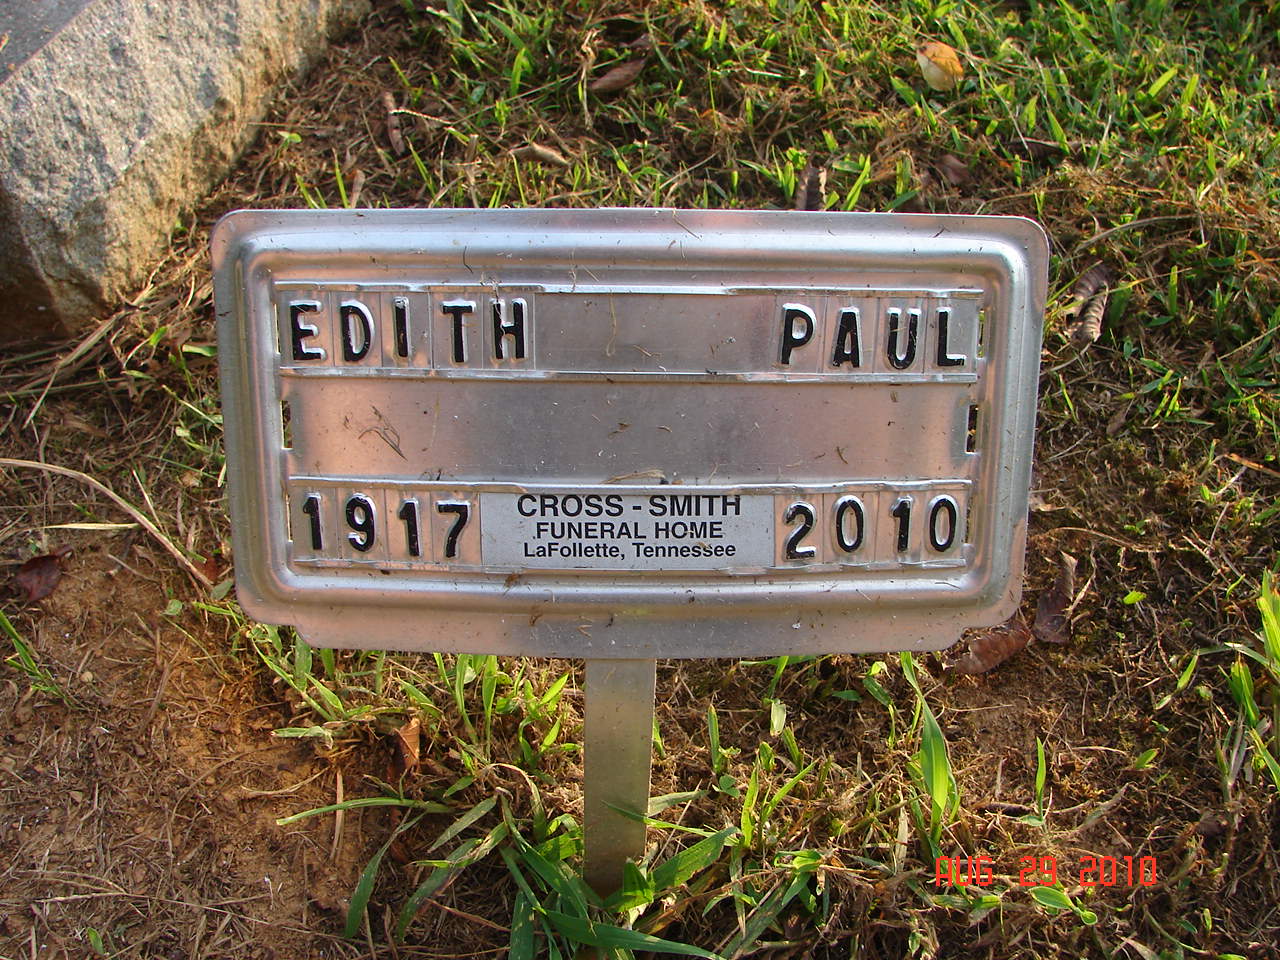 EDITH PAUL
1917 2010
CROSS - SMITH
FUNERAL HOME
LaFollette, Tennessee
AUG 29 2010